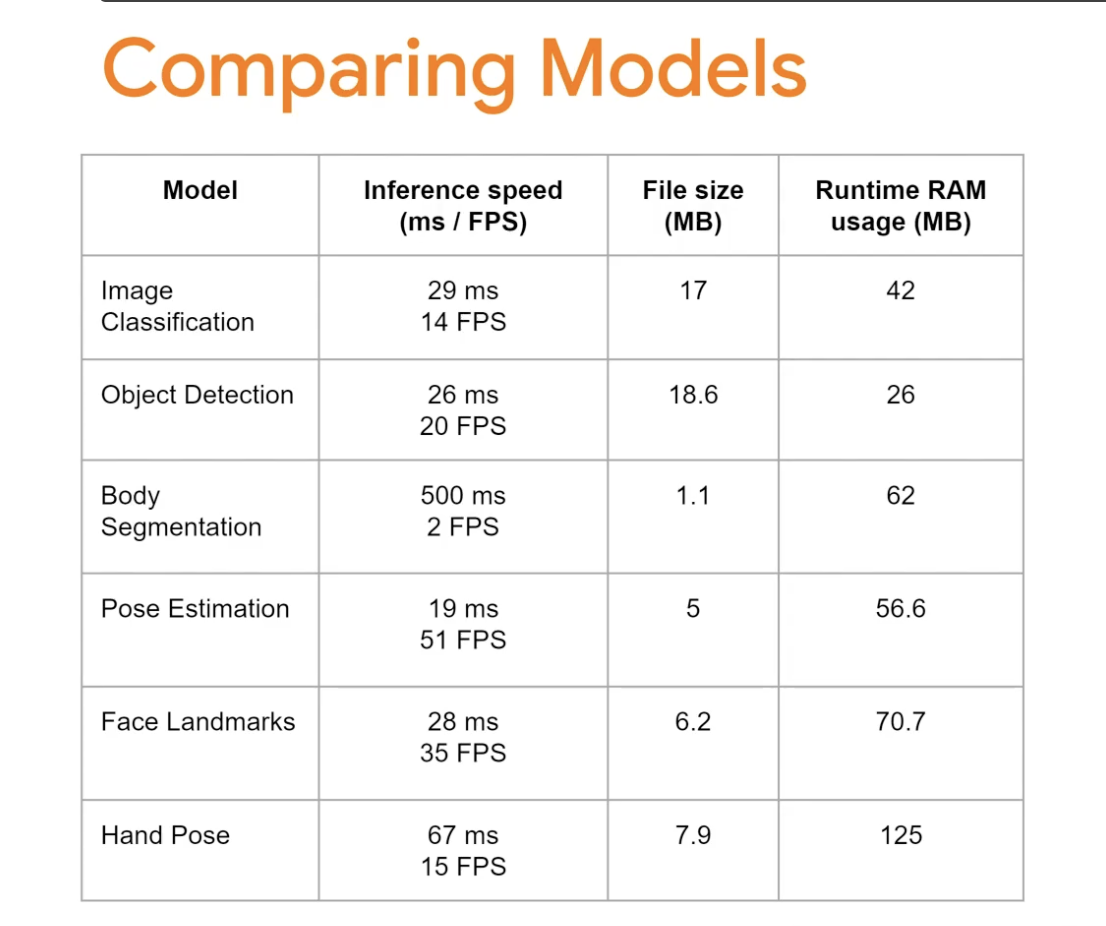 Comparing Models
Model
Inference speed
(ms / FPS)
File size
(MB)
Runtime RAM
usage (MB)
Image
Classification
29 ms
14 FPS
17
42
Object Detection
26 ms
20 FPS
18.6
26
Body
Segmentation
500 ms
2 FPS
1.1
62
Pose Estimation
19 ms
51 FPS
5
56.6
Face Landmarks
28 ms
35 FPS
6.2
70.7
Hand Pose
67 ms
15 FPS
7.9
125